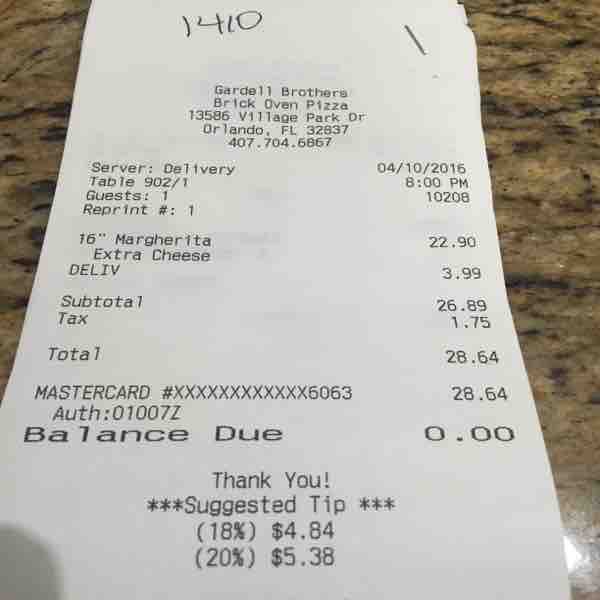 1410
Gardell Brothers
Brick Oven Pizza
13586 Village Park Dr
Orlando, FL 32837
407.704.6867
Server: Delivery 04/10/2016
Table 902/1 8:00 PM
Guests: 1 10208
Reprint #: 1
16" Margherita 22.90
Extra Cheese
DELIV 3.99
Subtotal 26.89
Tax 1.75
Total 28.64
MASTERCARD #XXXXXXXXXXXX6063 28.64
Auth:01007Z
Balance Due 0.00
Thank You!
***Suggested Tip ***
(18%) $4.84
(20%) $5.38